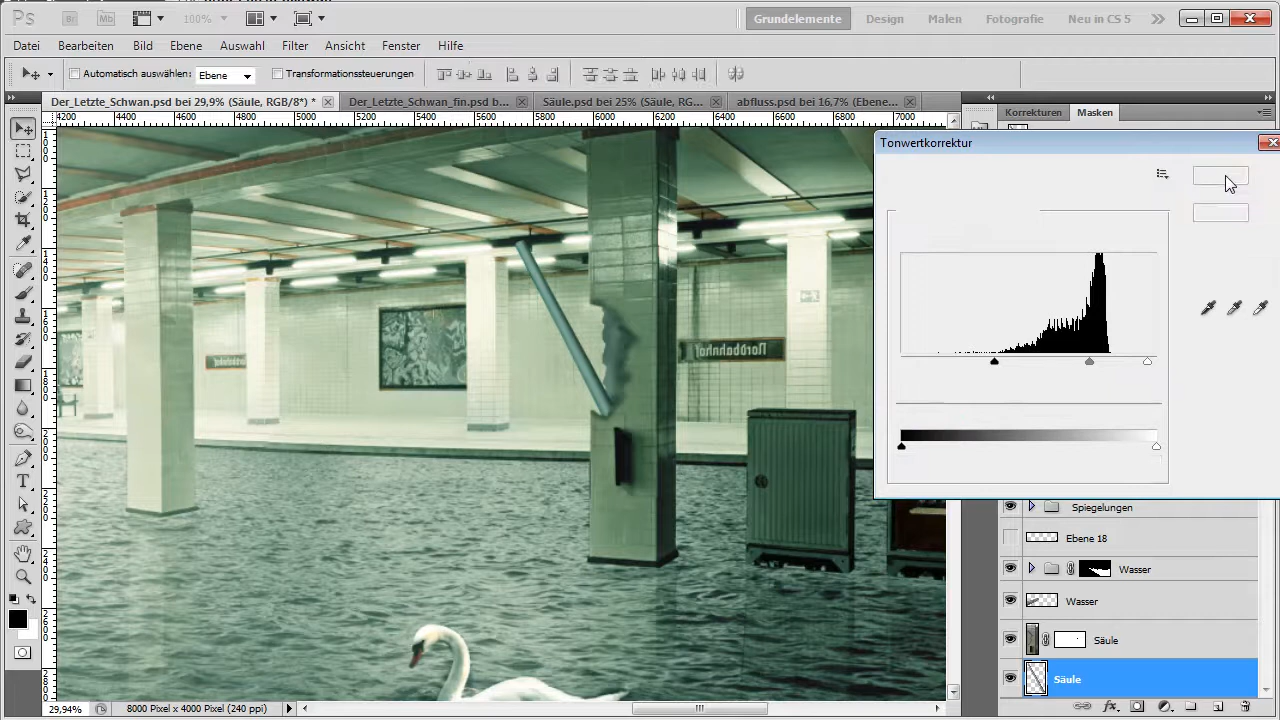 Ps Br Mb 100% Grundelemente Design Malen Fotografie Neu in CS 5
Datei Bearbeiten Bild Ebene Auswahl Filter Ansicht Fenster Hilfe
Automatisch auswählen: Ebene Transformationssteuerungen
Der_Letzte_Schwan.psd bei 29,9% (Säule, RGB/8*) * Der_Letzte_Schwan_fin.psd b... Säule.psd bei 25% (Säule, RG... abfluss.psd bei 16,7% (Ebene...
Korrekturen Masken
4200 4400 4600 4800 5000 5200 5400 5600 5800 6000 6200 6400 6600 6800 7000
Tonwertkorrektur
Nordbahnhof
Spiegelungen
Ebene 18
Wasser
Wasser
Säule
Säule
29,94% 8000 Pixel x 4000 Pixel (240 ppi)